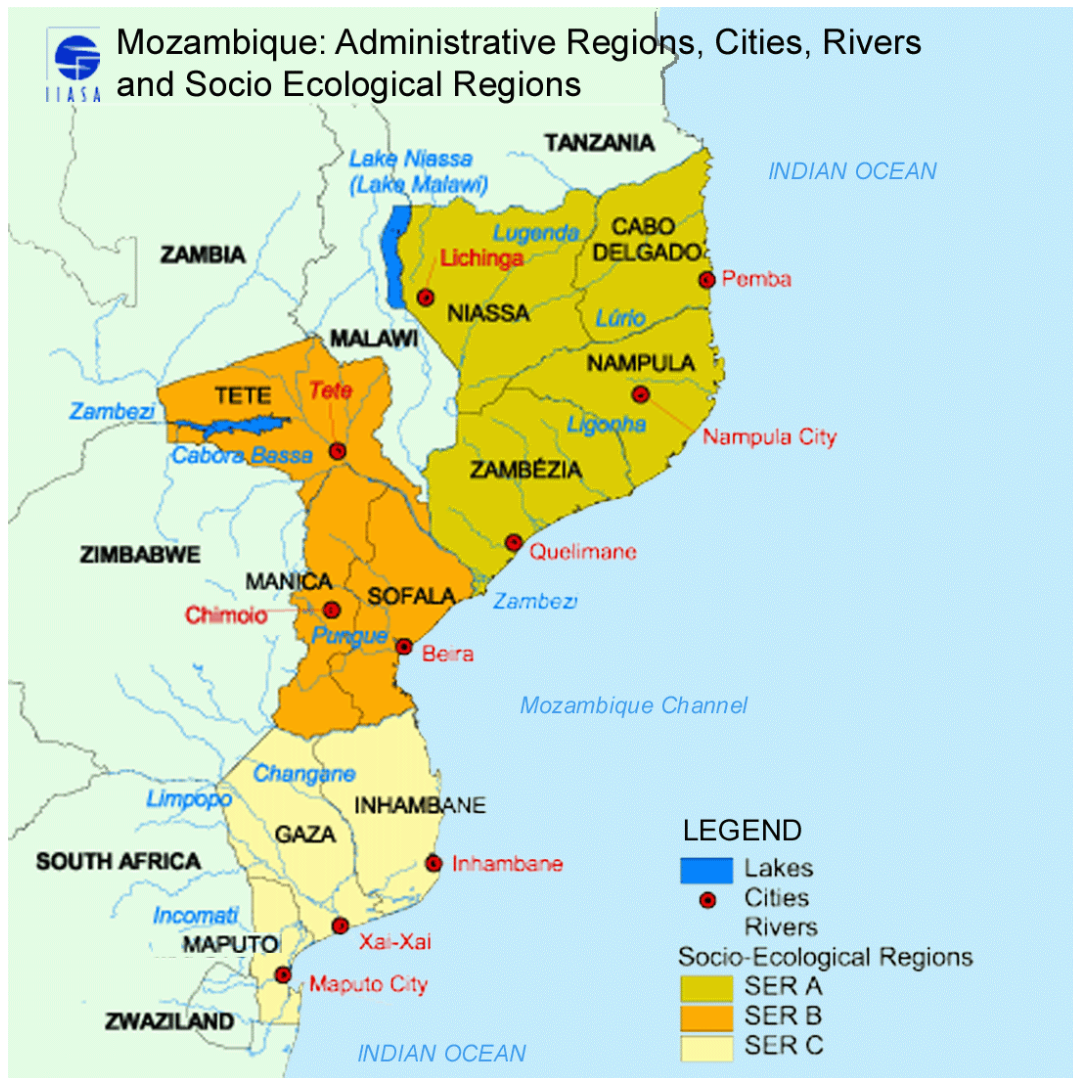 Mozambique: Administrative Regions, Cities, Rivers
and Socio Ecological Regions
IIASA
TANZANIA
Lake Niassa
(Lake Malawi)
INDIAN OCEAN
CABO
DELGADO
Lugenda
ZAMBIA
Lichinga
Pemba
NIASSA
Lúrio
MALAWI
NAMPULA
TETE
Tete
Zambezi
Ligonha
Nampula City
Cabora Bassa
ZAMBÉZIA
ZIMBABWE
Quelimane
MANICA
SOFALA
Zambezi
Chimoio
Pungue
Beira
Mozambique Channel
Changane
Limpopo
INHAMBANE
GAZA
SOUTH AFRICA
Inhambane
Incomati
MAPUTO
Xai-Xai
Maputo City
ZWAZILAND
INDIAN OCEAN
LEGEND
Lakes
Cities
Rivers
Socio-Ecological Regions
SER A
SER B
SER C